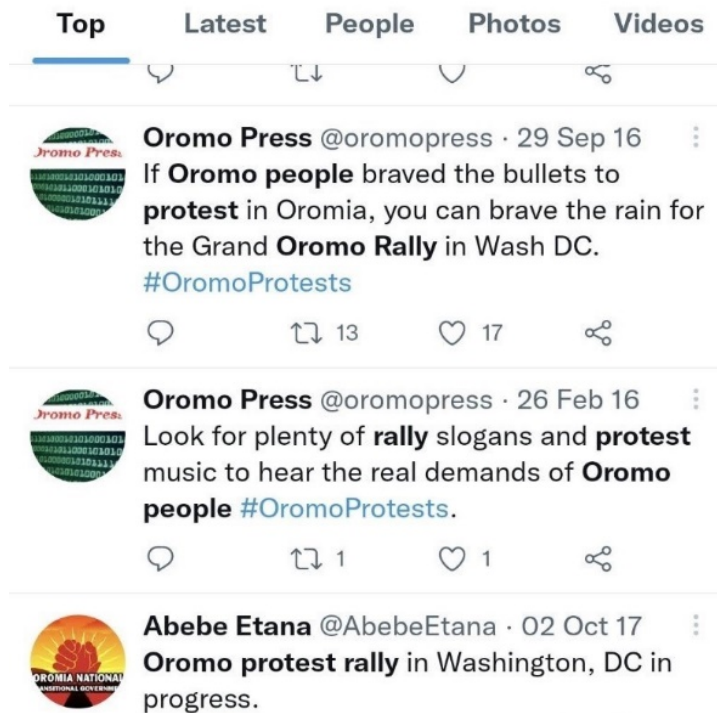 Top Latest People Photos Videos
Oromo Press @oromopress · 29 Sep 16
If Oromo people braved the bullets to
protest in Oromia, you can brave the rain for
the Grand Oromo Rally in Wash DC.
#OromoProtests
13 17
Oromo Press @oromopress · 26 Feb 16
Look for plenty of rally slogans and protest
music to hear the real demands of Oromo
people #OromoProtests.
1 1
Abebe Etana @AbebeEtana · 02 Oct 17
OROMIA NATIONAL
Oromo protest rally in Washington, DC in
progress.